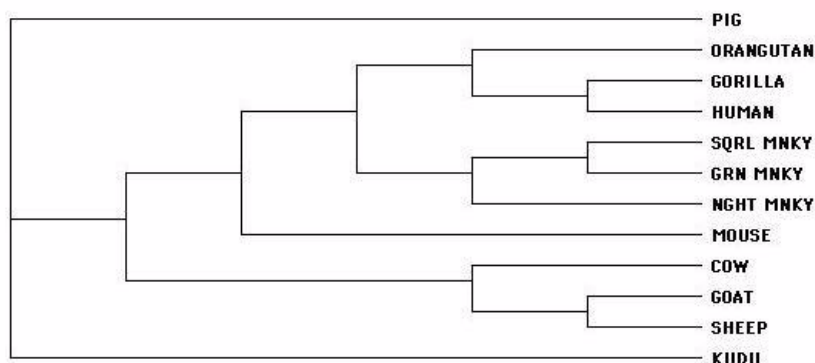 PIG
ORANGUTAN
GORILLA
HUMAN
SQRL MNKY
GRN MNKY
NGHT MNKY
MOUSE
COW
GOAT
SHEEP
KUDU